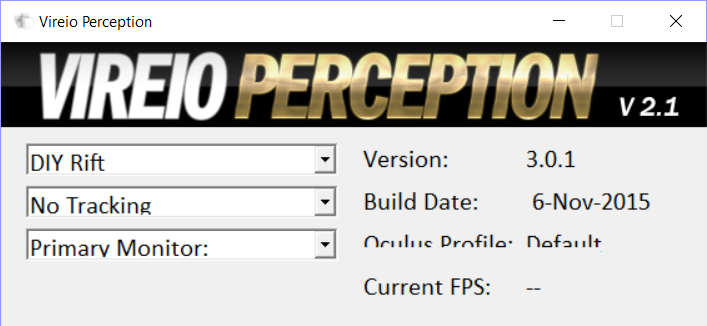 Vireio Perception
VIREIO PERCEPTION V 2.1
DIY Rift
Version: 3.0.1
No Tracking
Build Date: 6-Nov-2015
Primary Monitor:
Oculus Profile: Default
Current FPS: --